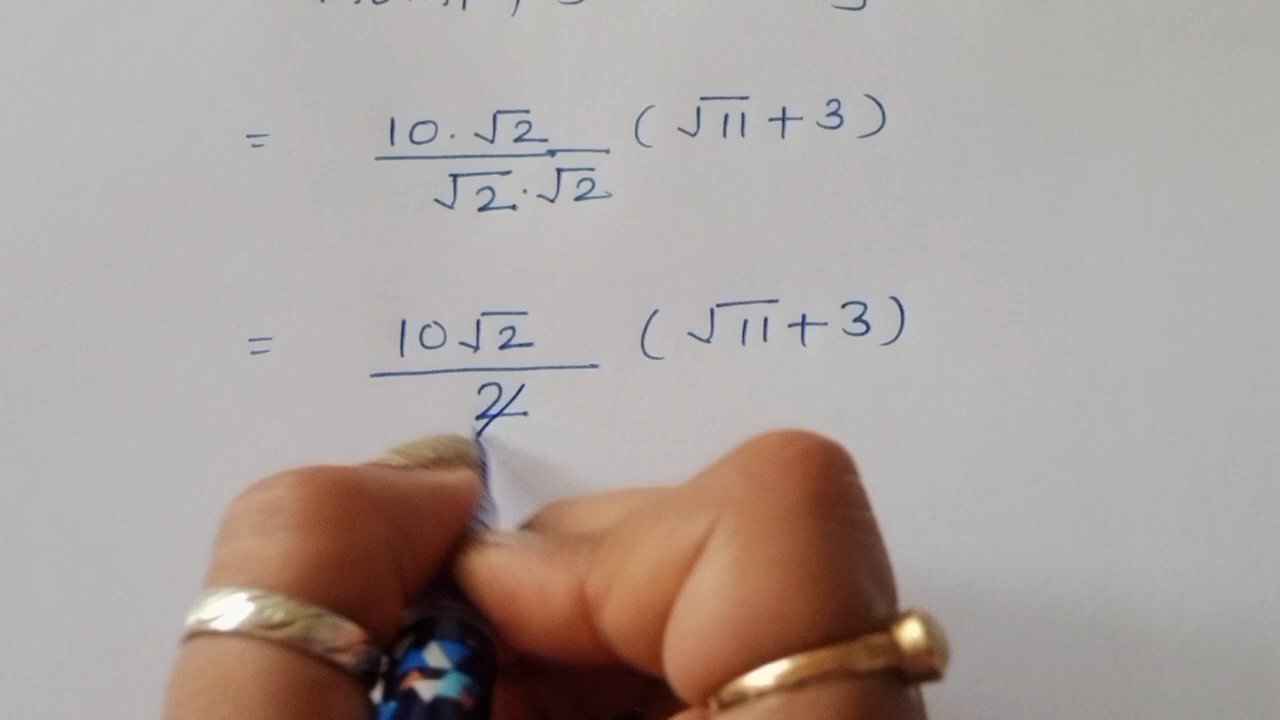 = 10·√2 / √2·√2 (√11 + 3)
= 10√2 / 2 (√11 + 3)